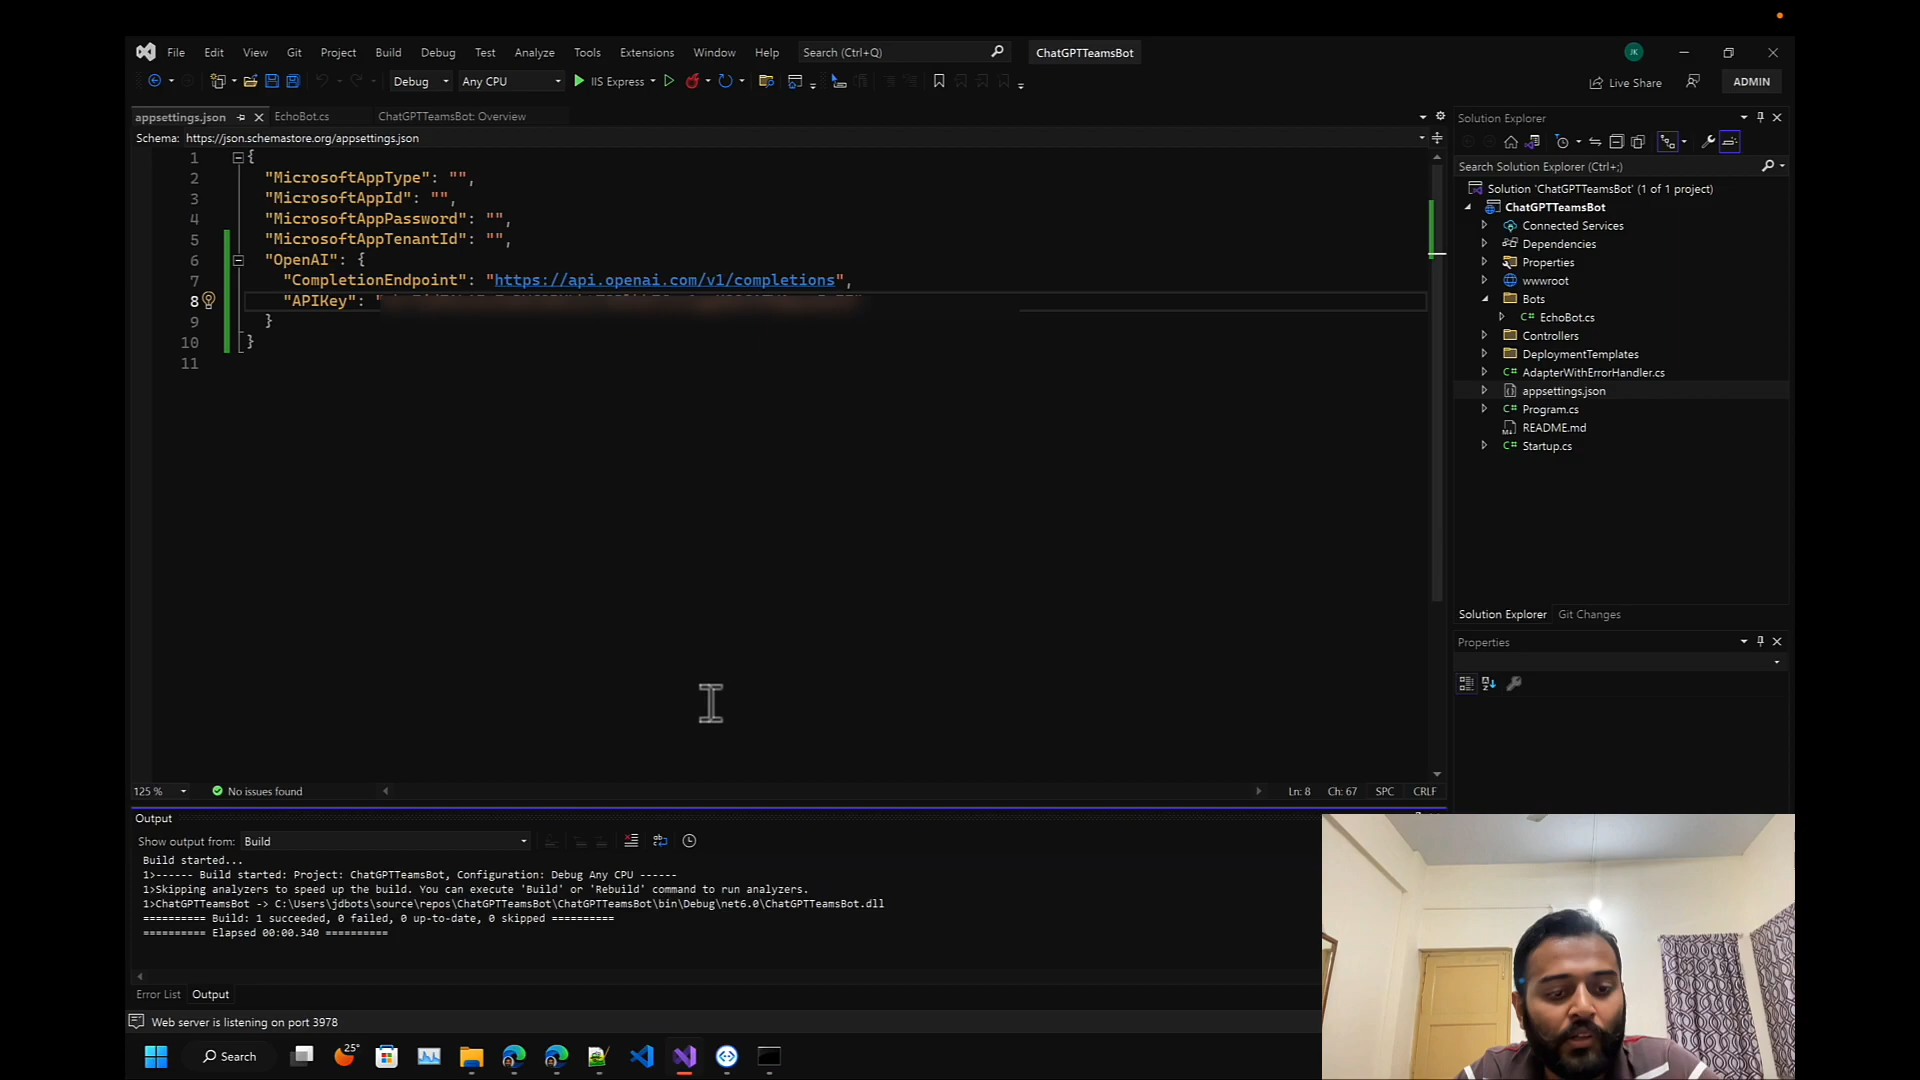 File Edit View Git Project Build Debug Test Analyze Tools Extensions Window Help Search (Ctrl+Q) ChatGPTTeamsBot JK
Debug Any CPU IIS Express Live Share ADMIN
appsettings.json EchoBot.cs ChatGPTTeamsBot: Overview
Schema: https://json.schemastore.org/appsettings.json
1 {
2 "MicrosoftAppType": "",
3 "MicrosoftAppId": "",
4 "MicrosoftAppPassword": "",
5 "MicrosoftAppTenantId": "",
6 "OpenAI": {
7 "CompletionEndpoint": "https://api.openai.com/v1/completions",
8 "APIKey": "
9 }
10 }
11
125 % No issues found Ln: 8 Ch: 67 SPC CRLF
Output
Show output from: Build
Build started...
1>------ Build started: Project: ChatGPTTeamsBot, Configuration: Debug Any CPU ------
1>Skipping analyzers to speed up the build. You can execute 'Build' or 'Rebuild' command to run analyzers.
1>ChatGPTTeamsBot -> C:\Users\jdbots\source\repos\ChatGPTTeamsBot\ChatGPTTeamsBot\bin\Debug\net6.0\ChatGPTTeamsBot.dll
========== Build: 1 succeeded, 0 failed, 0 up-to-date, 0 skipped ==========
========== Elapsed 00:00.340 ==========
Error List Output
Web server is listening on port 3978
Search 25°
Solution Explorer
Search Solution Explorer (Ctrl+;)
Solution 'ChatGPTTeamsBot' (1 of 1 project)
ChatGPTTeamsBot
Connected Services
Dependencies
Properties
wwwroot
Bots
C# EchoBot.cs
Controllers
DeploymentTemplates
C# AdapterWithErrorHandler.cs
appsettings.json
C# Program.cs
README.md
C# Startup.cs
Solution Explorer Git Changes
Properties